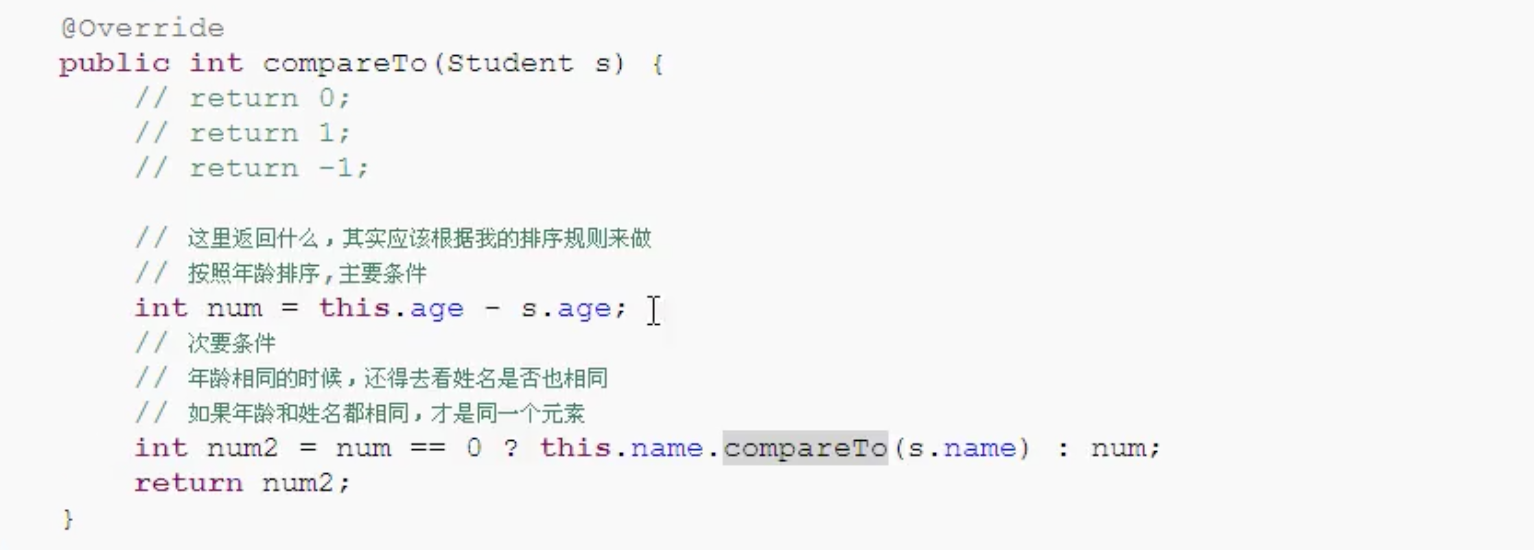 @Override
public int compareTo(Student s) {
// return 0;
// return 1;
// return -1;
// 这里返回什么，其实应该根据我的排序规则来做
// 按照年龄排序,主要条件
int num = this.age - s.age;
// 次要条件
// 年龄相同的时候，还得去看姓名是否也相同
// 如果年龄和姓名都相同，才是同一个元素
int num2 = num == 0 ? this.name.compareTo(s.name) : num;
return num2;
}